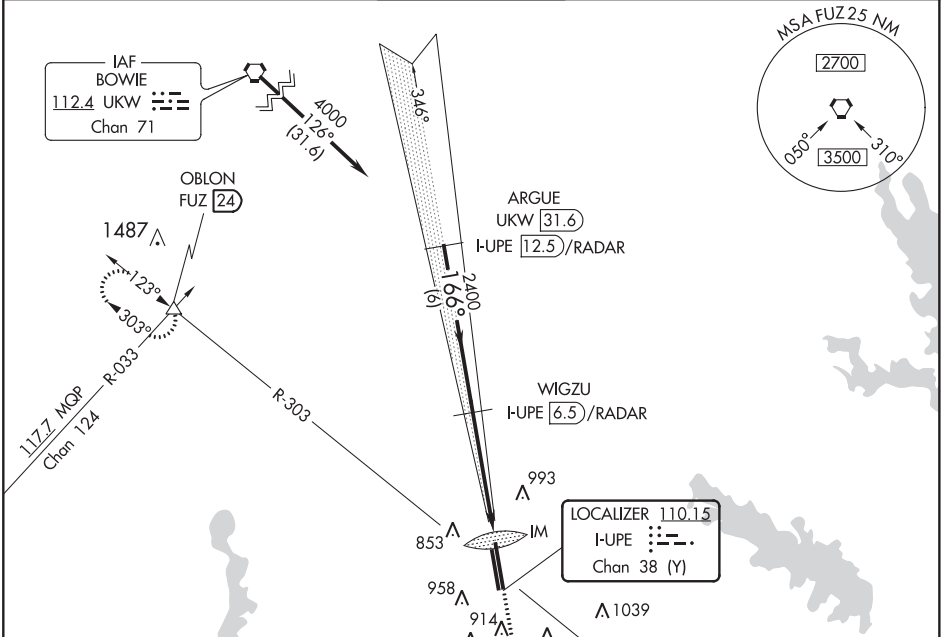 IAF
BOWIE
112.4 UKW
Chan 71
4000
126°
(31.6)
346°
MSA FUZ 25 NM
2700
050°
3500
310°
OBLON
FUZ 24
1487
123°
303°
ARGUE
UKW 31.6
I-UPE 12.5/RADAR
2400
166°
(6)
R-033
117.7 MQP
Chan 124
R-303
WIGZU
I-UPE 6.5/RADAR
993
IM
853
LOCALIZER 110.15
I-UPE
Chan 38 (Y)
958
914
1039